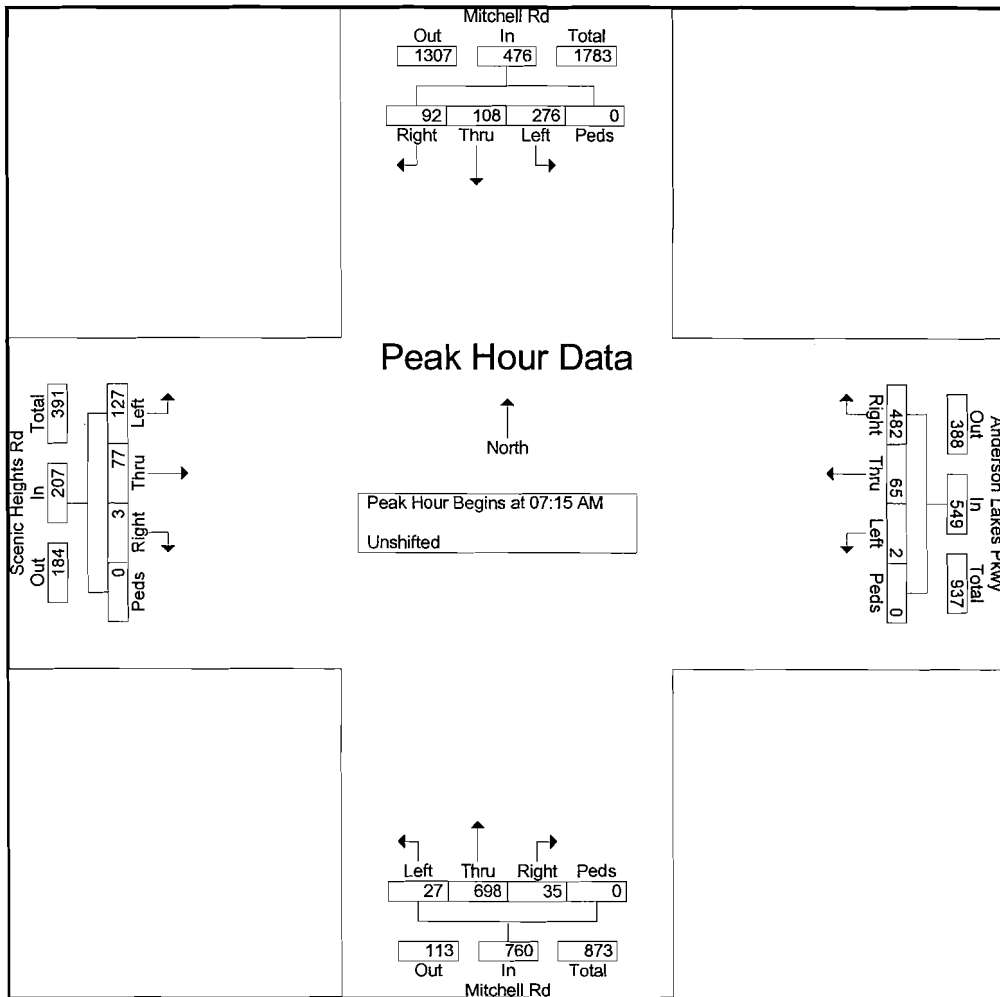 Mitchell Rd
Out In Total
1307 476 1783
92 108 276 0
Right Thru Left Peds
Peak Hour Data
North
Peak Hour Begins at 07:15 AM
Unshifted
Scenic Heights Rd
Total In Out
391 207 184
127 77 3 0
Left Thru Right Peds
Anderson Lakes Pkwy
Out In Total
388 549 937
482 65 2 0
Right Thru Left Peds
Left Thru Right Peds
27 698 35 0
113 760 873
Out In Total
Mitchell Rd